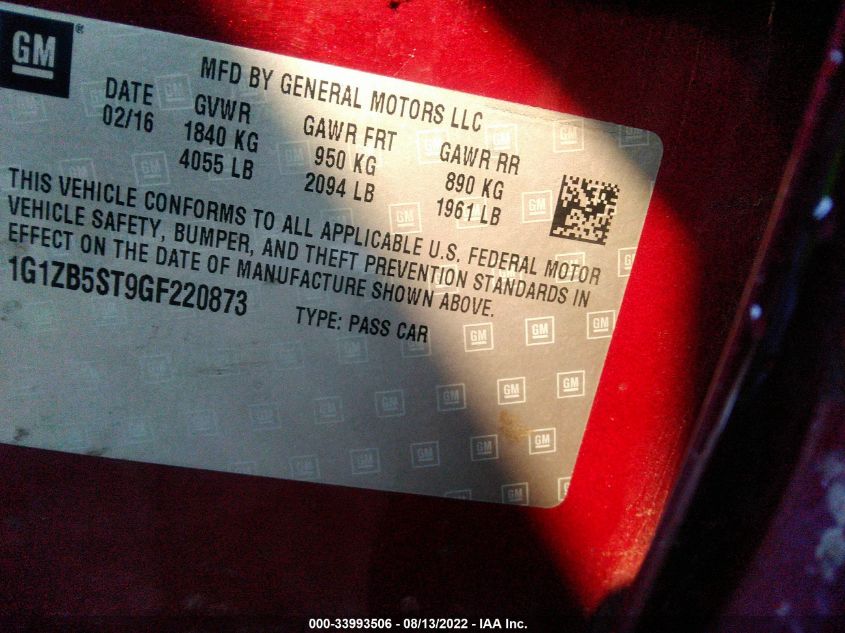 GM®
MFD BY GENERAL MOTORS LLC
DATE GVWR GAWR FRT GAWR RR
02/16 1840 KG 950 KG 890 KG
4055 LB 2094 LB 1961 LB
THIS VEHICLE CONFORMS TO ALL APPLICABLE U.S. FEDERAL MOTOR
VEHICLE SAFETY, BUMPER, AND THEFT PREVENTION STANDARDS IN
EFFECT ON THE DATE OF MANUFACTURE SHOWN ABOVE.
1G1ZB5ST9GF220873 TYPE: PASS CAR
000-33993506 - 08/13/2022 - IAA Inc.